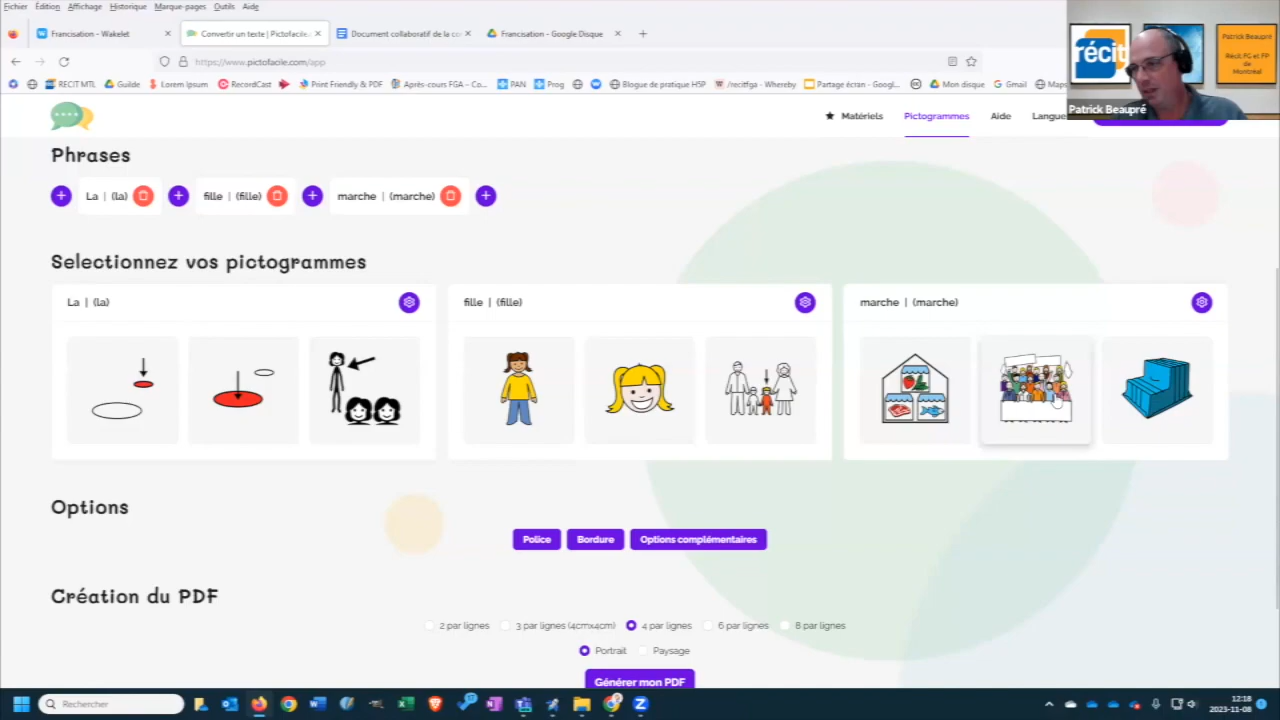 Fichier Édition Affichage Historique Marque-pages Outils Aide
Francisation - Wakelet
Convertir un texte | Pictofacile.
Document collaboratif de la co
Francisation - Google Disque
https://www.pictofacile.com/app
RECIT MTL Guilde Lorem Ipsum RecordCast Print Friendly & PDF Après-cours FGA – Co... PAN Prog Blogue de pratique H5P /recitfga - Whereby Partage écran - Googl... Mon disque Gmail Maps
récit
Patrick Beaupré
Récit FG et FP
de
Montréal
Patrick Beaupré
Matériels Pictogrammes Aide Langue
Phrases
La | (la) fille | (fille) marche | (marche)
Selectionnez vos pictogrammes
La | (la)
fille | (fille)
marche | (marche)
Options
Police Bordure Options complémentaires
Création du PDF
2 par lignes 3 par lignes (4cmx4cm) 4 par lignes 6 par lignes 8 par lignes
Portrait Paysage
Générer mon PDF
Rechercher
12:18
2023-11-08